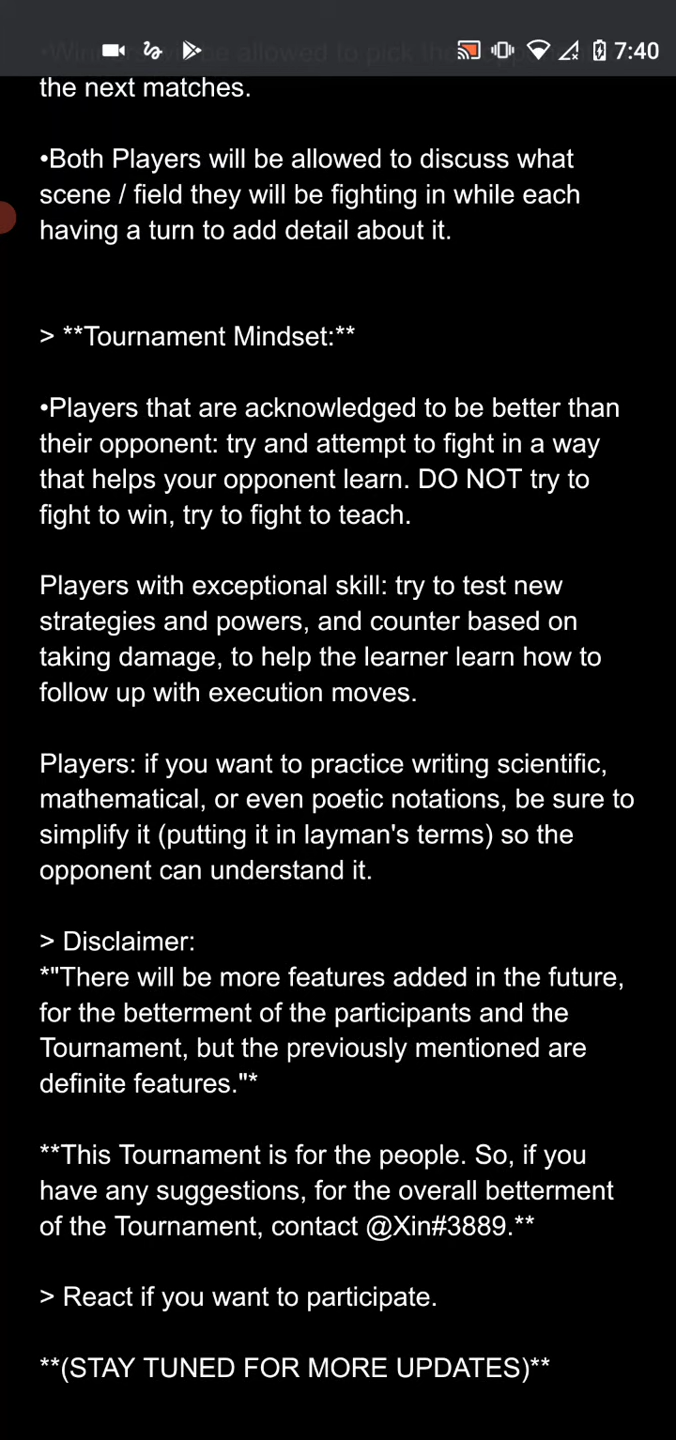 7:40
the next matches.
•Both Players will be allowed to discuss what
scene / field they will be fighting in while each
having a turn to add detail about it.
> **Tournament Mindset:**
•Players that are acknowledged to be better than
their opponent: try and attempt to fight in a way
that helps your opponent learn. DO NOT try to
fight to win, try to fight to teach.
Players with exceptional skill: try to test new
strategies and powers, and counter based on
taking damage, to help the learner learn how to
follow up with execution moves.
Players: if you want to practice writing scientific,
mathematical, or even poetic notations, be sure to
simplify it (putting it in layman's terms) so the
opponent can understand it.
> Disclaimer:
*"There will be more features added in the future,
for the betterment of the participants and the
Tournament, but the previously mentioned are
definite features."*
**This Tournament is for the people. So, if you
have any suggestions, for the overall betterment
of the Tournament, contact @Xin#3889.**
> React if you want to participate.
**(STAY TUNED FOR MORE UPDATES)**